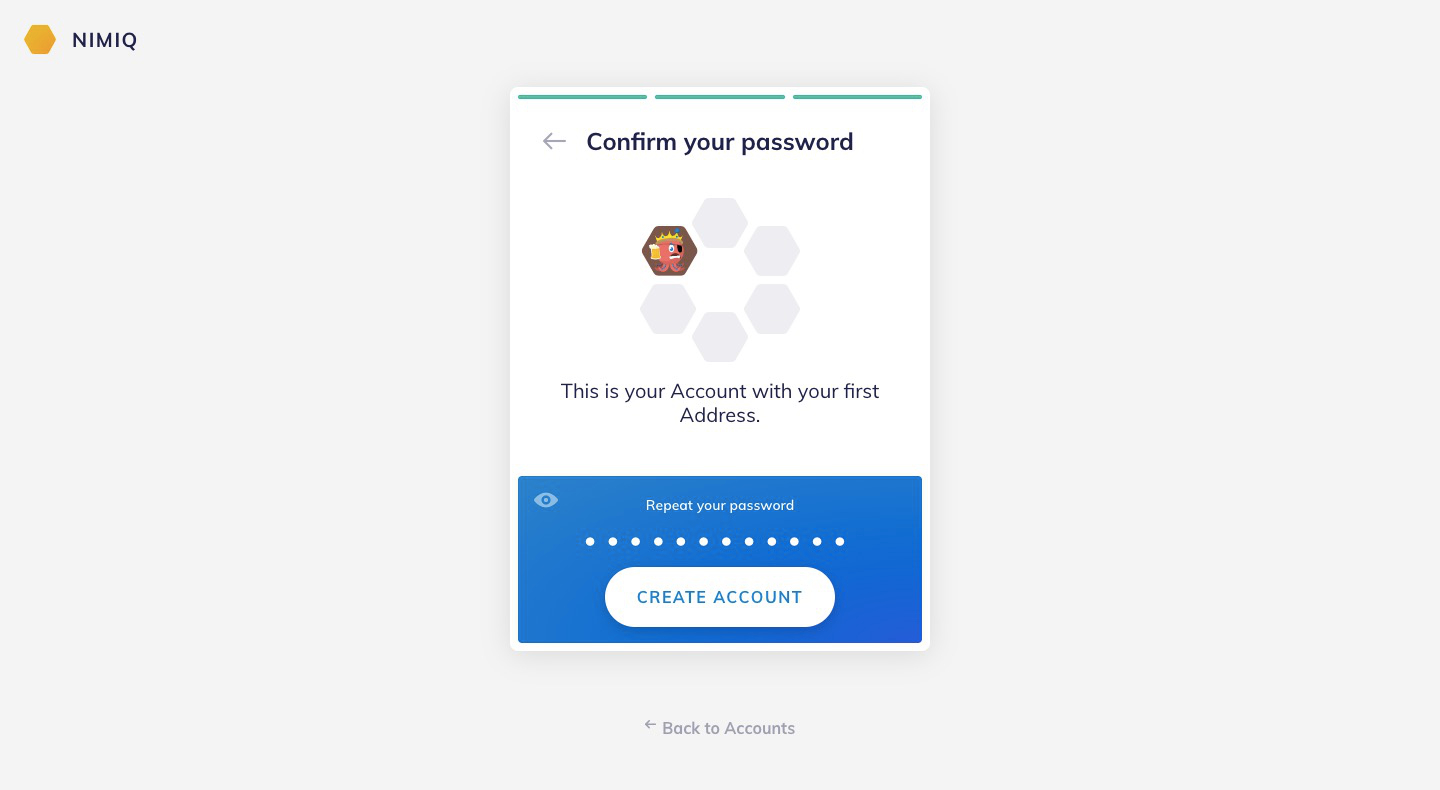 NIMIQ
Confirm your password
This is your Account with your first
Address.
Repeat your password
CREATE ACCOUNT
Back to Accounts